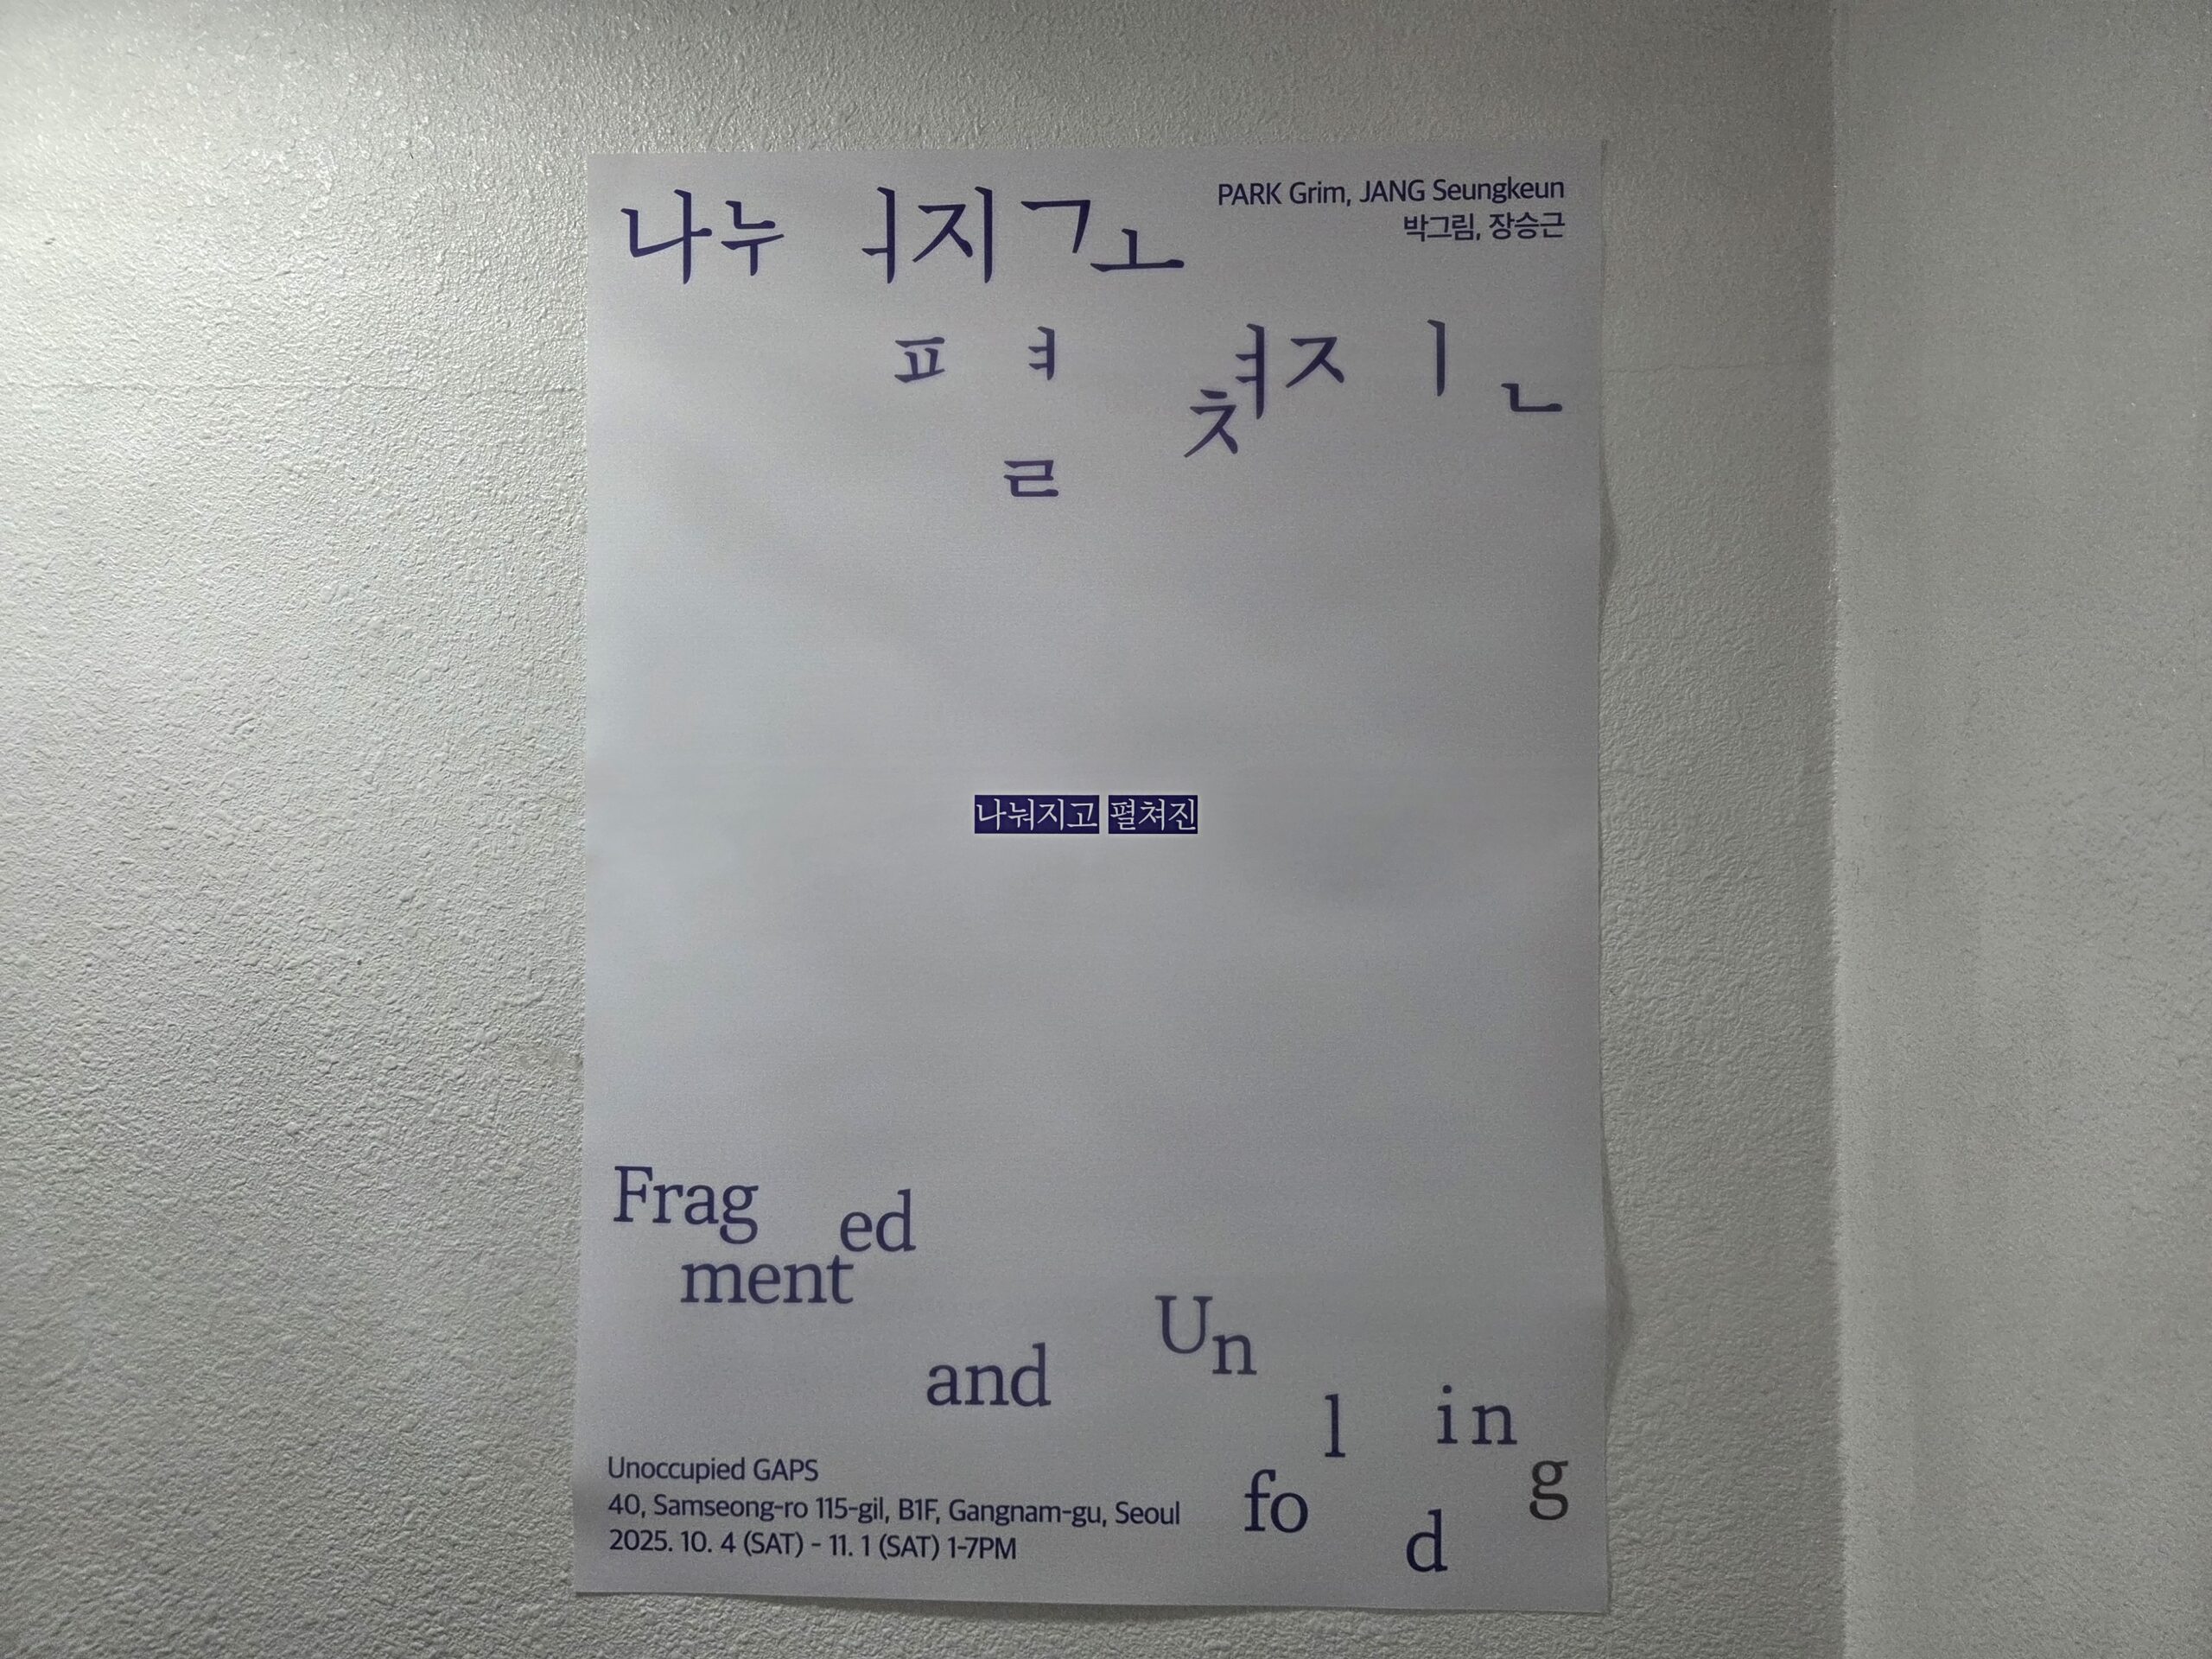 나누ㅓ지ㄱㅗ
PARK Grim, JANG Seungkeun
박그림, 장승근
ㅍ ㅕ ㄹ ㅊㅕㅈ ㅣ ㄴ
나눠지고 펼쳐진
Frag ment ed
and
Un fo l d in g
Unoccupied GAPS
40, Samseong-ro 115-gil, B1F, Gangnam-gu, Seoul
2025. 10. 4 (SAT) - 11. 1 (SAT) 1-7PM